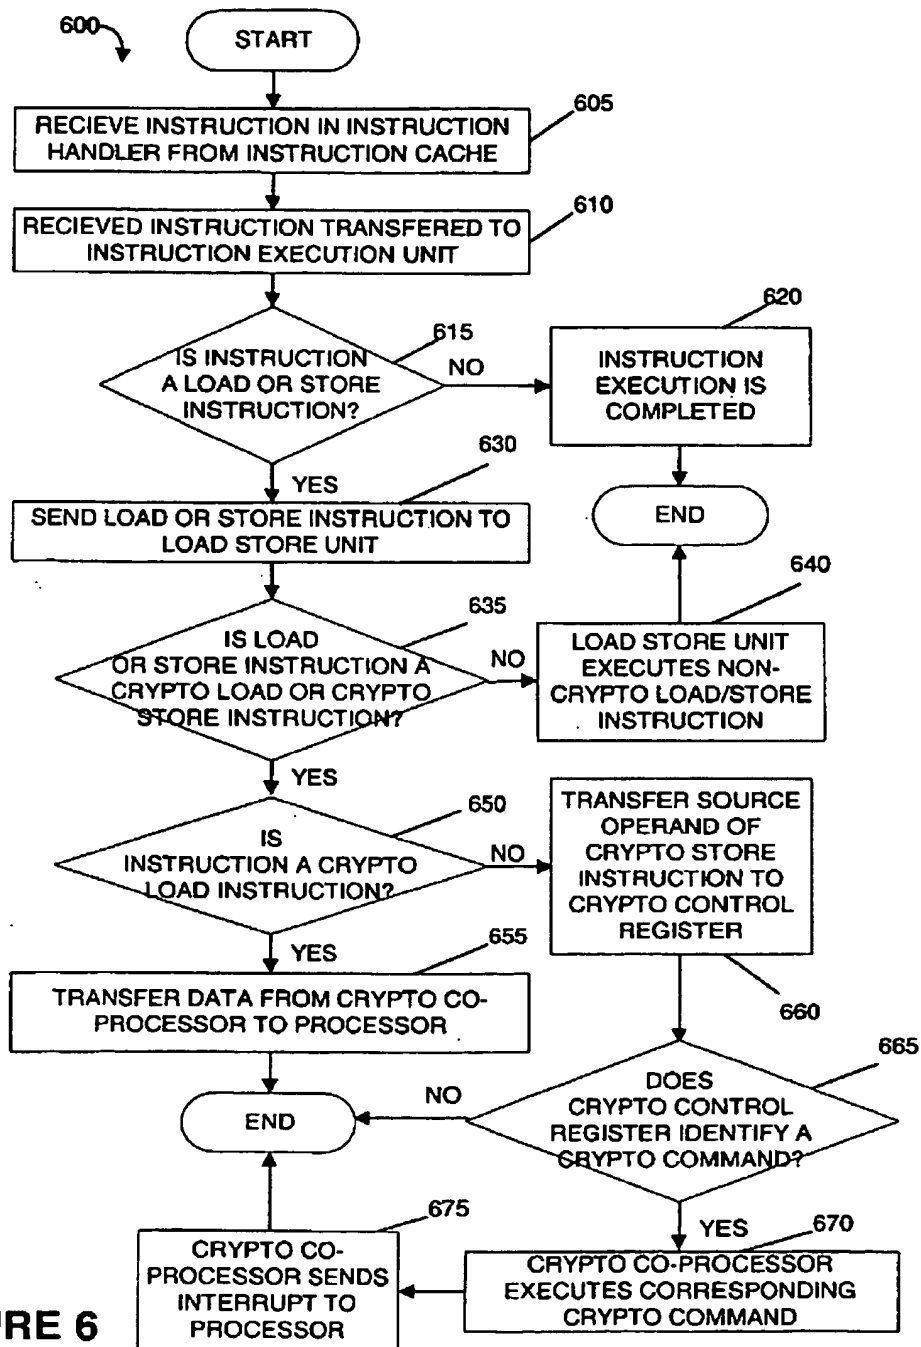 600
START
605
RECIEVE INSTRUCTION IN INSTRUCTION
HANDLER FROM INSTRUCTION CACHE
610
RECIEVED INSTRUCTION TRANSFERED TO
INSTRUCTION EXECUTION UNIT
615
IS INSTRUCTION
A LOAD OR STORE
INSTRUCTION?
NO
620
INSTRUCTION
EXECUTION IS
COMPLETED
YES
630
END
SEND LOAD OR STORE INSTRUCTION TO
LOAD STORE UNIT
635
IS LOAD
OR STORE INSTRUCTION A
CRYPTO LOAD OR CRYPTO
STORE INSTRUCTION?
NO
640
LOAD STORE UNIT
EXECUTES NON-
CRYPTO LOAD/STORE
INSTRUCTION
YES
650
IS
INSTRUCTION A CRYPTO
LOAD INSTRUCTION?
NO
TRANSFER SOURCE
OPERAND OF
CRYPTO STORE
INSTRUCTION TO
CRYPTO CONTROL
REGISTER
660
YES
655
TRANSFER DATA FROM CRYPTO CO-
PROCESSOR TO PROCESSOR
665
DOES
CRYPTO CONTROL
REGISTER IDENTIFY A
CRYPTO COMMAND?
NO
END
YES
670
CRYPTO CO-PROCESSOR
EXECUTES CORRESPONDING
CRYPTO COMMAND
675
CRYPTO CO-
PROCESSOR SENDS
INTERRUPT TO
PROCESSOR
RE 6